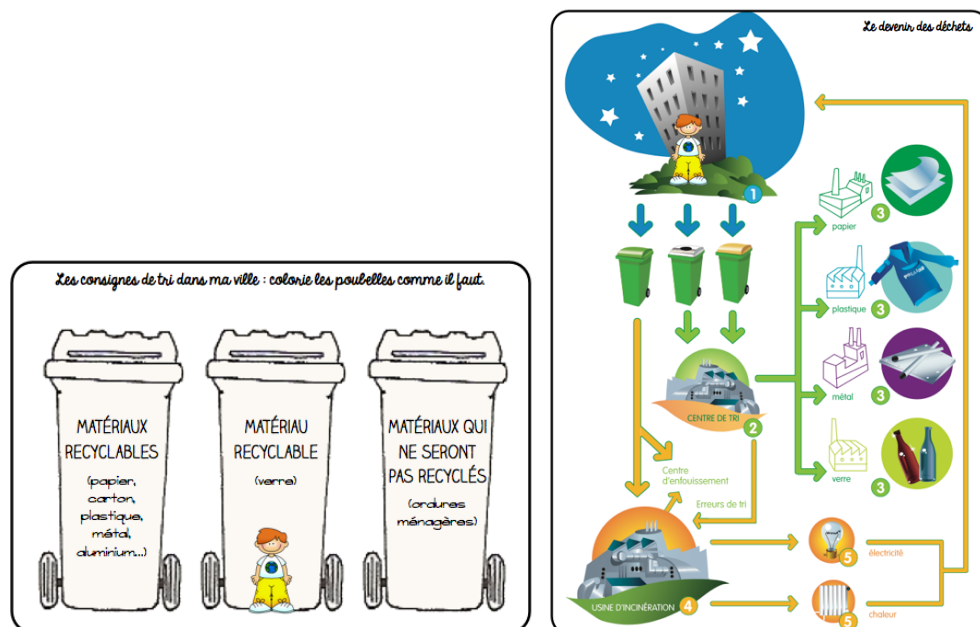 Les consignes de tri dans ma ville : colorie les poubelles comme il faut.
MATÉRIAUX
RECYCLABLES
(papier,
carton,
plastique,
métal,
aluminium...)
MATÉRIAU
RECYCLABLE
(verre)
MATÉRIAUX QUI
NE SERONT
PAS RECYCLÉS
(ordures
ménagères)
Le devenir des déchets
1
papier
3
plastique
3
métal
3
verre
3
CENTRE DE TRI
2
Centre
d'enfouissement
Erreurs de tri
USINE D'INCINÉRATION
4
5
électricité
5
chaleur